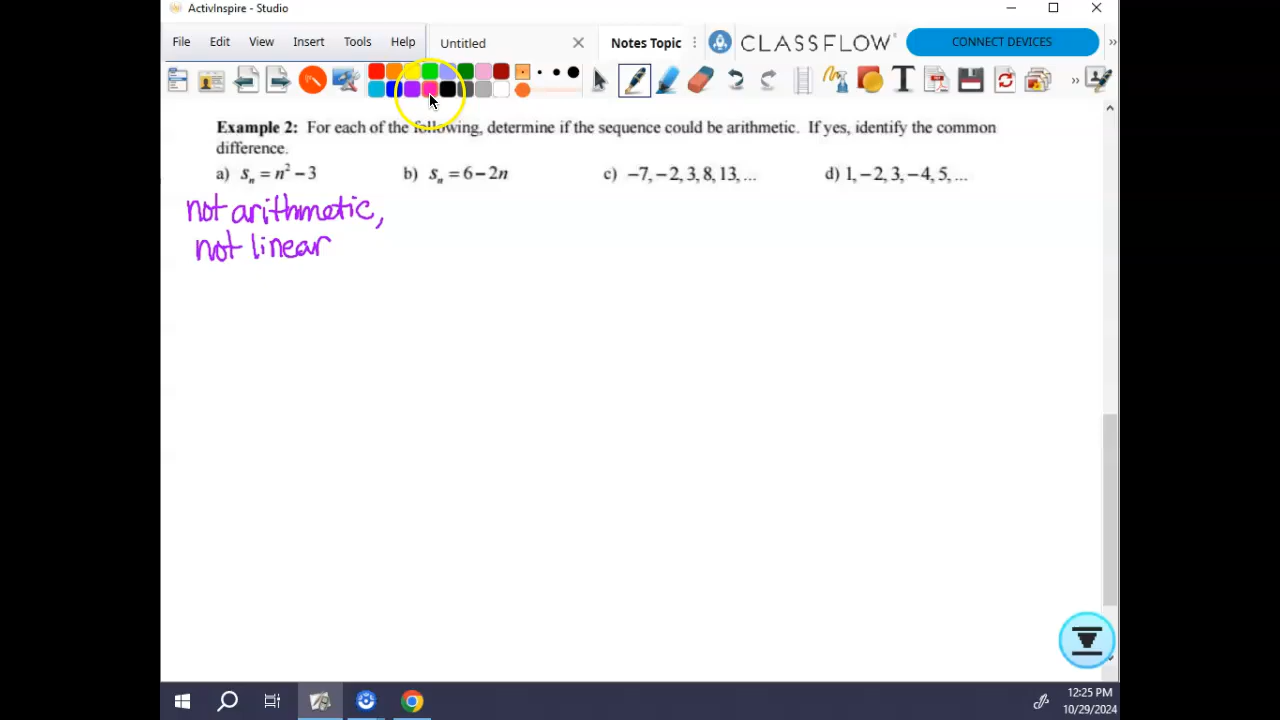 ActivInspire - Studio
File Edit View Insert Tools Help Untitled Notes Topic CLASSFLOW CONNECT DEVICES
Example 2: For each of the following, determine if the sequence could be arithmetic. If yes, identify the common
difference.
a) sₙ = n² − 3 b) sₙ = 6 − 2n c) −7, −2, 3, 8, 13, ... d) 1, −2, 3, −4, 5, ...
not arithmetic,
not linear
12:25 PM
10/29/2024